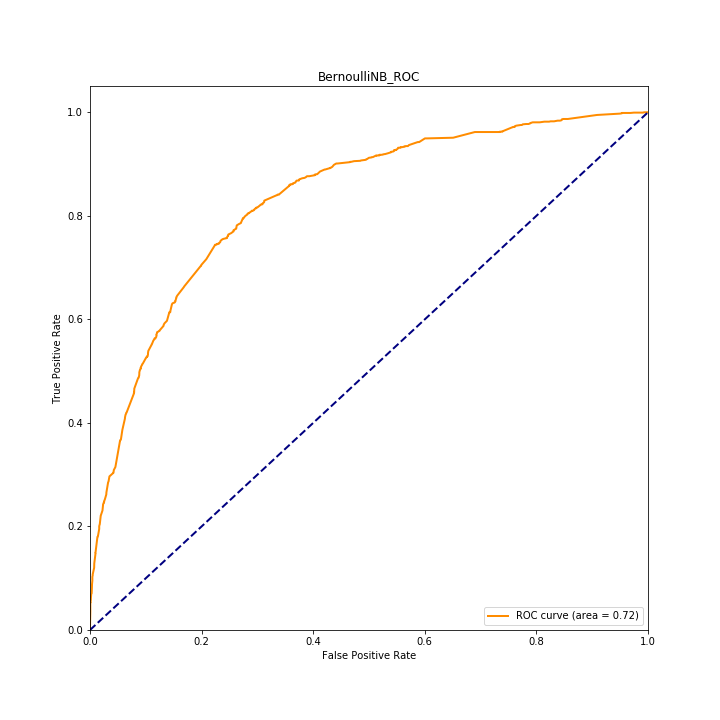 BernoulliNB_ROC
True Positive Rate
1.0
0.8
0.6
0.4
0.2
0.0
0.0 0.2 0.4 0.6 0.8 1.0
False Positive Rate
ROC curve (area = 0.72)